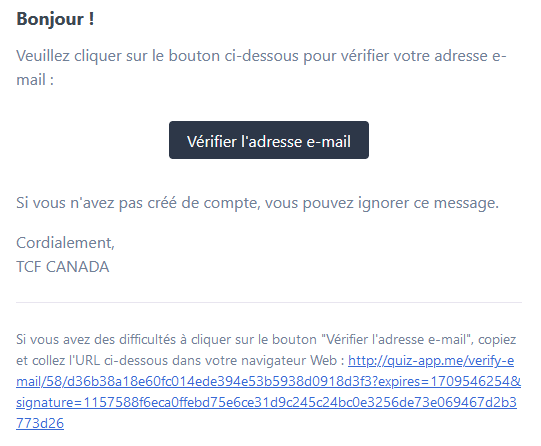 Bonjour !
Veuillez cliquer sur le bouton ci-dessous pour vérifier votre adresse e-
mail :
Vérifier l'adresse e-mail
Si vous n'avez pas créé de compte, vous pouvez ignorer ce message.
Cordialement,
TCF CANADA
Si vous avez des difficultés à cliquer sur le bouton "Vérifier l'adresse e-mail", copiez
et collez l'URL ci-dessous dans votre navigateur Web : http://quiz-app.me/verify-e
mail/58/d36b38a18e60fc014ede394e53b5938d0918d3f3?expires=1709546254&
signature=1157588f6eca0ffebd75e6ce31d9c245c24bc0e3256de73e069467d2b3
773d26